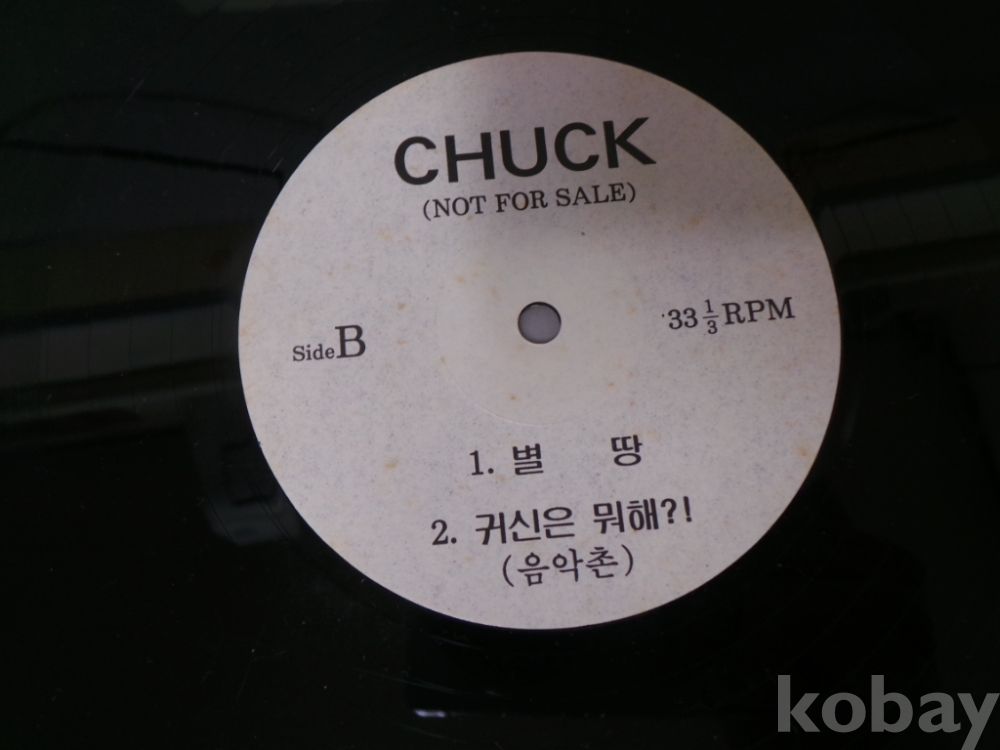 CHUCK
(NOT FOR SALE)
Side B
33 1/3 RPM
1. 별 땅
2. 귀신은 뭐해?!
(음악촌)
kobay